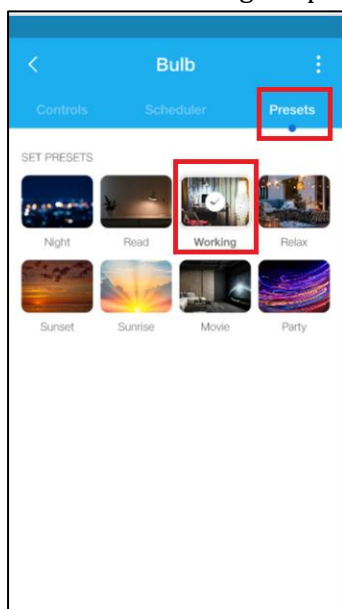 Bulb
Controls Scheduler Presets
SET PRESETS
Night Read Working Relax
Sunset Sunrise Movie Party